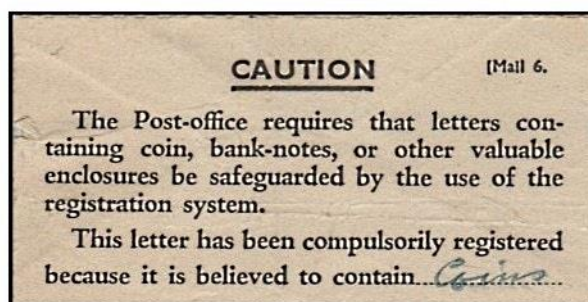 CAUTION [Mail 6.
The Post-office requires that letters con-
taining coin, bank-notes, or other valuable
enclosures be safeguarded by the use of the
registration system.
This letter has been compulsorily registered
because it is believed to contain...Coins...